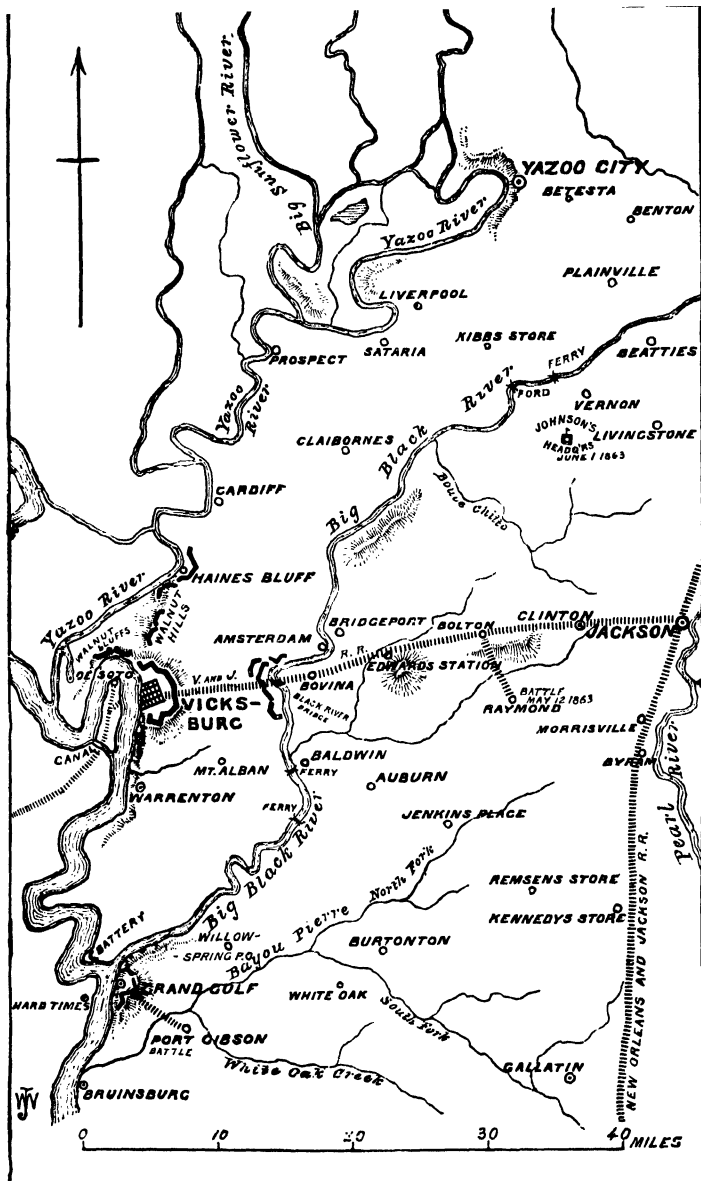 Big Sunflower River.
YAZOO CITY
BETESTA
BENTON
Yazoo River
PLAINVILLE
LIVERPOOL
FERRY
KIBBS STORE
BEATTIES
SATARIA
PROSPECT
River
FORD
VERNON
Yazoo
River
JOHNSON'S
HEADQ'RS
JUNE 1 1863
LIVINGSTONE
Black
CLAIBORNES
Big
Bouge Chitto
CARDIFF
HAINES BLUFF
Yazoo River
WALNUT
HILLS
WALNUT
BLUFFS
BRIDGEPORT
BOLTON
CLINTON
JACKSON
AMSTERDAM
R.R.
EDWARDS STATION
DE SOTO
V. AND J.
BOVINA
BATTLE
MAY 12 1863
RAYMOND
VICKS-
BURG
BLACK RIVER
BRIDGE
MORRISVILLE
CANAL
BALDWIN
BYRAM
MT. ALBAN
FERRY
AUBURN
WARRENTON
FERRY
Pearl River
JENKINS PLACE
Big Black River
North Fork
REMSENS STORE
BATTERY
KENNEDYS STORE
WILLOW-
-SPRING P.O.
Bayou Pierre
BURTONTON
GRAND GULF
WHITE OAK
HARD TIMES
South Fork
PORT GIBSON
BATTLE
NEW ORLEANS AND JACKSON R.R.
White Oak Creek
GALLATIN
BRUINSBURG
WJN
0 10 20 30 40 MILES